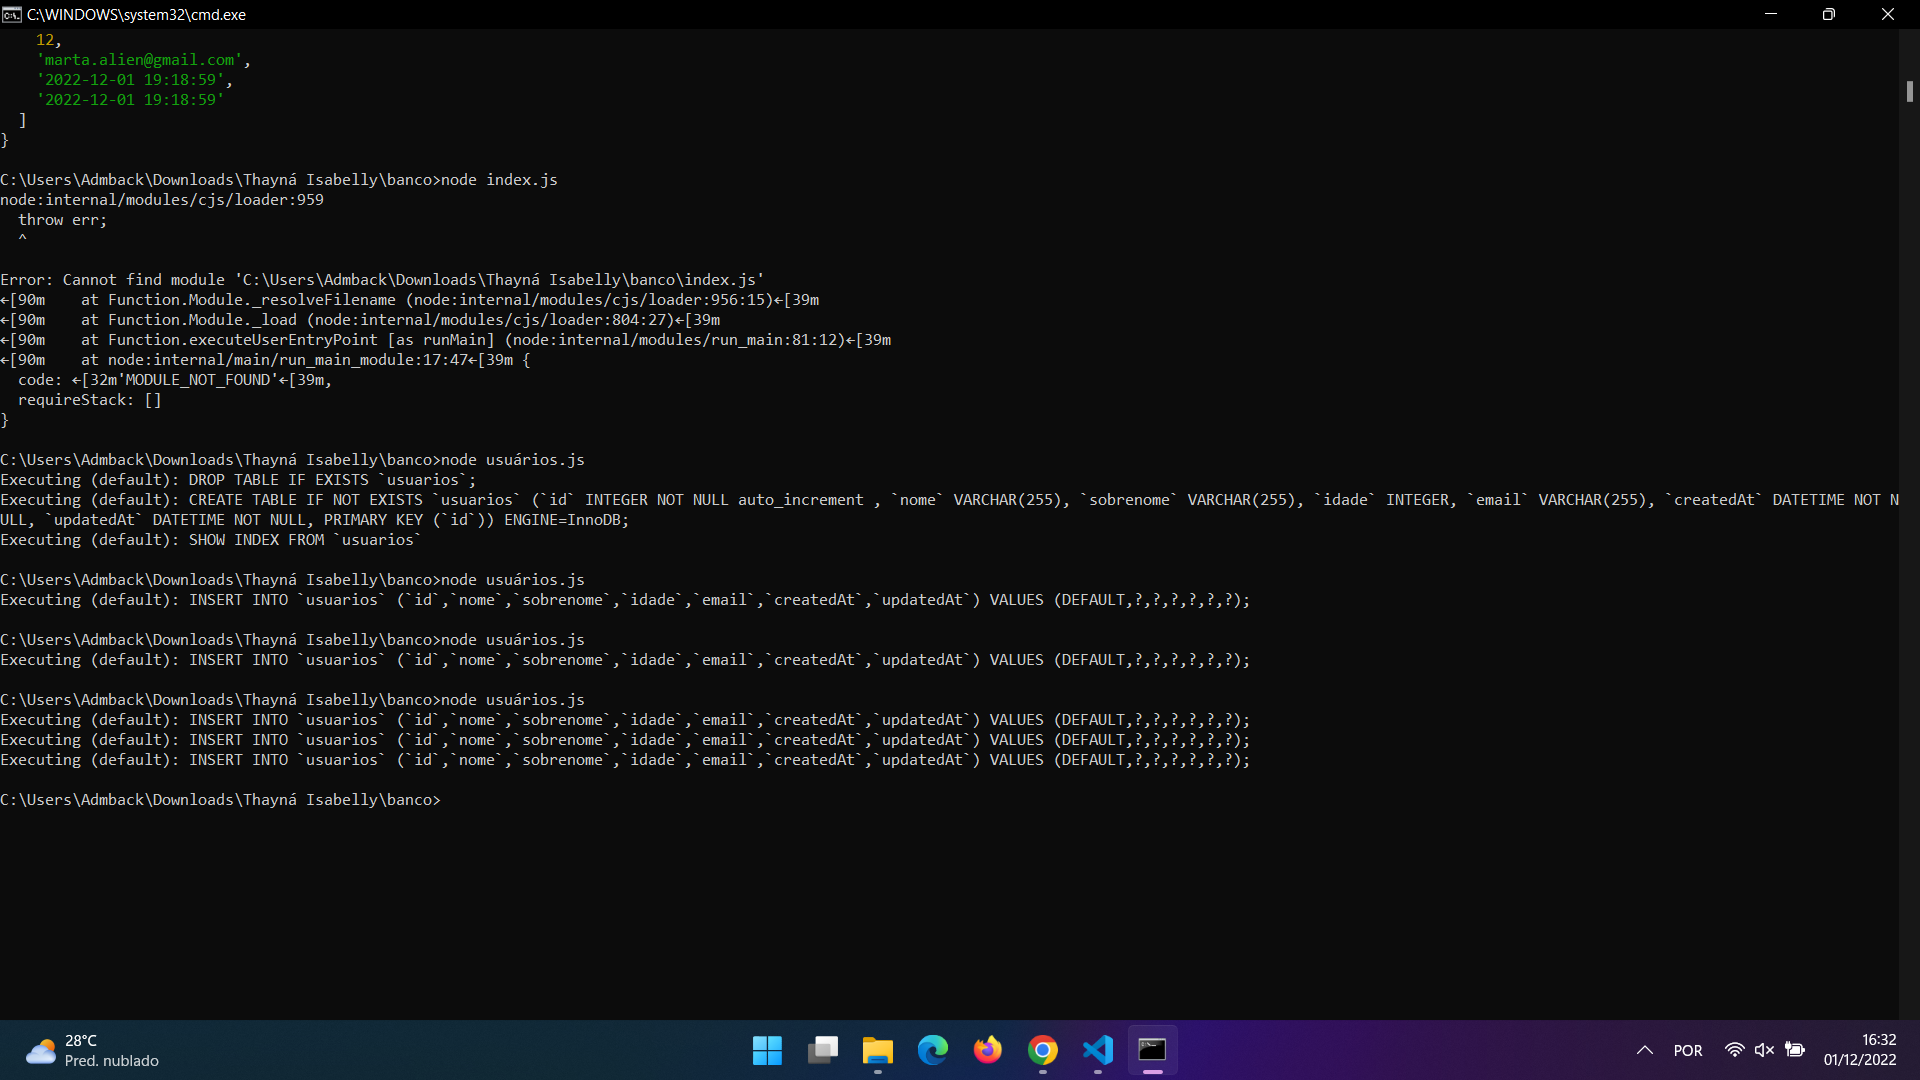 C:\WINDOWS\system32\cmd.exe
    12,
    'marta.alien@gmail.com',
    '2022-12-01 19:18:59',
    '2022-12-01 19:18:59'
  ]
}
C:\Users\Admback\Downloads\Thayná Isabelly\banco>node index.js
node:internal/modules/cjs/loader:959
  throw err;
  ^
Error: Cannot find module 'C:\Users\Admback\Downloads\Thayná Isabelly\banco\index.js'
←[90m    at Function.Module._resolveFilename (node:internal/modules/cjs/loader:956:15)←[39m
←[90m    at Function.Module._load (node:internal/modules/cjs/loader:804:27)←[39m
←[90m    at Function.executeUserEntryPoint [as runMain] (node:internal/modules/run_main:81:12)←[39m
←[90m    at node:internal/main/run_main_module:17:47←[39m {
  code: ←[32m'MODULE_NOT_FOUND'←[39m,
  requireStack: []
}
C:\Users\Admback\Downloads\Thayná Isabelly\banco>node usuários.js
Executing (default): DROP TABLE IF EXISTS `usuarios`;
Executing (default): CREATE TABLE IF NOT EXISTS `usuarios` (`id` INTEGER NOT NULL auto_increment , `nome` VARCHAR(255), `sobrenome` VARCHAR(255), `idade` INTEGER, `email` VARCHAR(255), `createdAt` DATETIME NOT N
ULL, `updatedAt` DATETIME NOT NULL, PRIMARY KEY (`id`)) ENGINE=InnoDB;
Executing (default): SHOW INDEX FROM `usuarios`
C:\Users\Admback\Downloads\Thayná Isabelly\banco>node usuários.js
Executing (default): INSERT INTO `usuarios` (`id`,`nome`,`sobrenome`,`idade`,`email`,`createdAt`,`updatedAt`) VALUES (DEFAULT,?,?,?,?,?,?);
C:\Users\Admback\Downloads\Thayná Isabelly\banco>node usuários.js
Executing (default): INSERT INTO `usuarios` (`id`,`nome`,`sobrenome`,`idade`,`email`,`createdAt`,`updatedAt`) VALUES (DEFAULT,?,?,?,?,?,?);
C:\Users\Admback\Downloads\Thayná Isabelly\banco>node usuários.js
Executing (default): INSERT INTO `usuarios` (`id`,`nome`,`sobrenome`,`idade`,`email`,`createdAt`,`updatedAt`) VALUES (DEFAULT,?,?,?,?,?,?);
Executing (default): INSERT INTO `usuarios` (`id`,`nome`,`sobrenome`,`idade`,`email`,`createdAt`,`updatedAt`) VALUES (DEFAULT,?,?,?,?,?,?);
Executing (default): INSERT INTO `usuarios` (`id`,`nome`,`sobrenome`,`idade`,`email`,`createdAt`,`updatedAt`) VALUES (DEFAULT,?,?,?,?,?,?);
C:\Users\Admback\Downloads\Thayná Isabelly\banco>
28°C
Pred. nublado
POR
16:32
01/12/2022